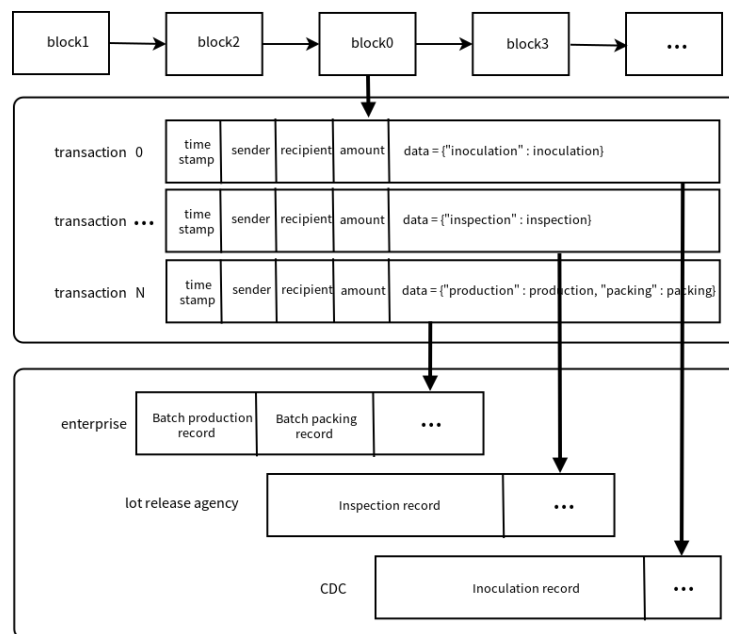 block1 block2 block0 block3 ...
transaction 0 time stamp sender recipient amount data = {"inoculation" : inoculation}
transaction ... time stamp sender recipient amount data = {"inspection" : inspection}
transaction N time stamp sender recipient amount data = {"production" : production, "packing" : packing}
enterprise Batch production record Batch packing record ...
lot release agency Inspection record ...
CDC Inoculation record ...